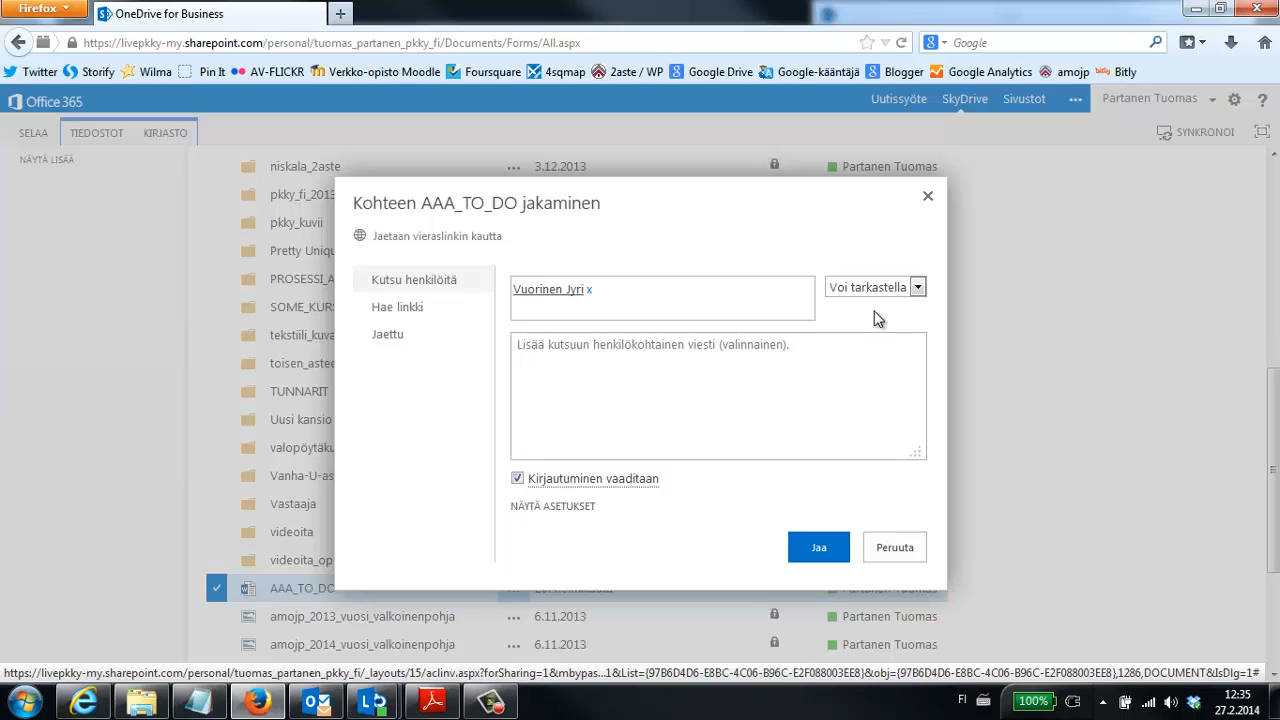 Firefox
OneDrive for Business
https://livepkky-my.sharepoint.com/personal/tuomas_partanen_pkky_fi/Documents/Forms/All.aspx
Google
Twitter Storify Wilma Pin It AV-FLICKR Verkko-opisto Moodle Foursquare 4sqmap 2aste / WP Google Drive Google-kääntäjä Blogger Google Analytics amojp Bitly
Office 365
Uutissyöte SkyDrive Sivustot ••• Partanen Tuomas
SELAA TIEDOSTOT KIRJASTO
SYNKRONOI
NÄYTÄ LISÄÄ
niskala_2aste ... 3.12.2013 Partanen Tuomas
pkky_fi_2013
pkky_kuvii
Pretty Uniqu
PROSESSI_A
SOME_KURS
tekstiili_kuva
toisen_astee
TUNNARIT
Uusi kansio
valopöytäku
Vanha-U-as
Vastaaja
videoita
videoita_op
Kohteen AAA_TO_DO jakaminen
Jaetaan vieraslinkin kautta
Kutsu henkilöitä
Hae linkki
Jaettu
Vuorinen Jyri x
Voi tarkastella
Lisää kutsuun henkilökohtainen viesti (valinnainen).
Kirjautuminen vaaditaan
NÄYTÄ ASETUKSET
Jaa Peruuta
AAA_TO_DO
amojp_2013_vuosi_valkoinenpohja ... 6.11.2013 Partanen Tuomas
amojp_2014_vuosi_valkoinenpohja ... 6.11.2013 Partanen Tuomas
https://livepkky-my.sharepoint.com/personal/tuomas_partanen_pkky_fi/_layouts/15/aclinv.aspx?forSharing=1&mbypas...1&List={97B6D4D6-E8BC-4C06-B96C-E2F088003EE8}&obj={97B6D4D6-E8BC-4C06-B96C-E2F088003EE8},1286,DOCUMENT&IsDlg=1#
FI 100% 12:35
27.2.2014